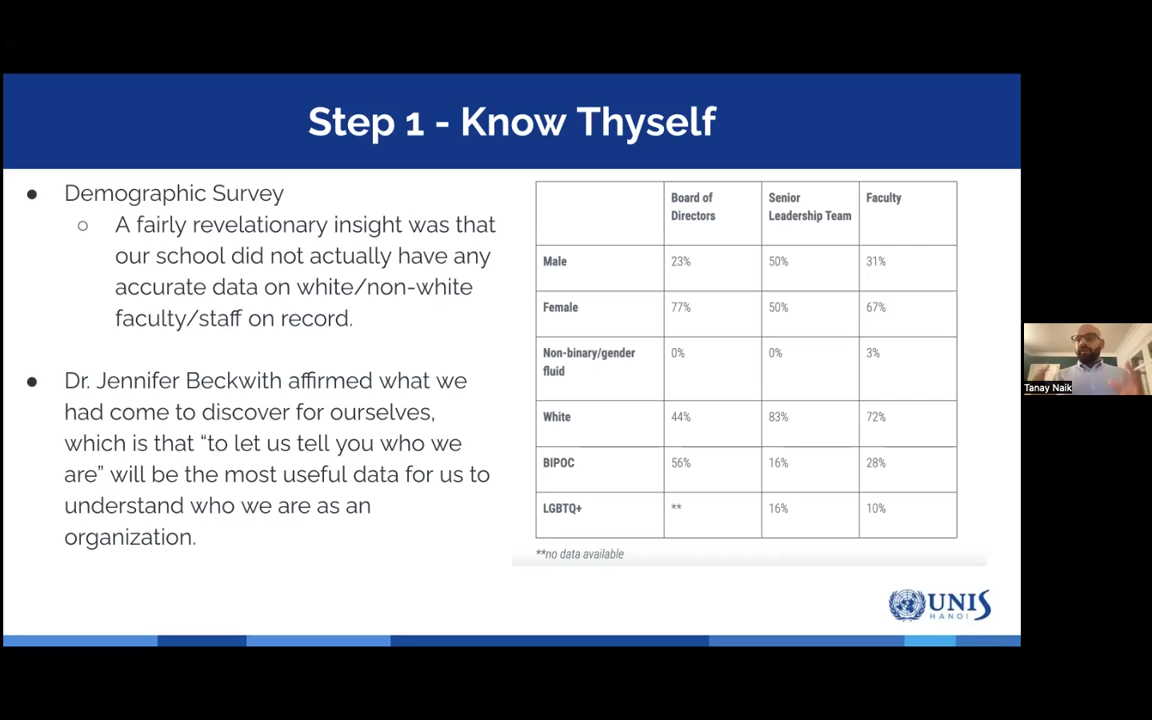 Step 1 - Know Thyself
● Demographic Survey
○ A fairly revelationary insight was that
our school did not actually have any
accurate data on white/non-white
faculty/staff on record.
● Dr. Jennifer Beckwith affirmed what we
had come to discover for ourselves,
which is that “to let us tell you who we
are” will be the most useful data for us to
understand who we are as an
organization.
Board of Directors Senior Leadership Team Faculty
Male 23% 50% 31%
Female 77% 50% 67%
Non-binary/gender fluid 0% 0% 3%
White 44% 83% 72%
BIPOC 56% 16% 28%
LGBTQ+ ** 16% 10%
**no data available
UNIS
HANOI
Tanay Naik